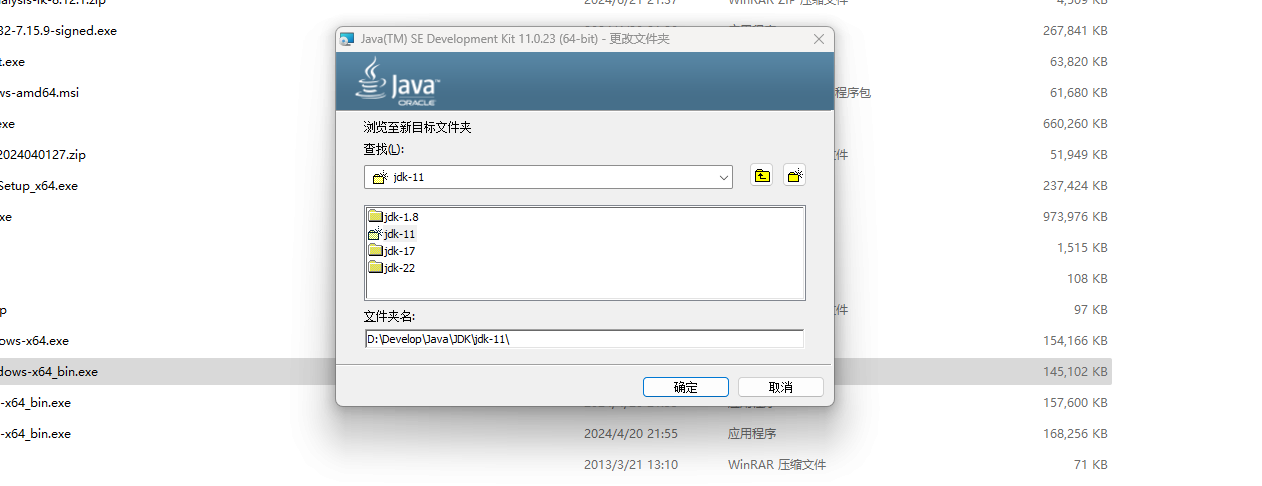 alysis-ik-8.12.1.zip 2024/6/21 21:37 WinRAR ZIP 压缩文件 4,509 KB
32-7.15.9-signed.exe 267,841 KB
t.exe 63,820 KB
ws-amd64.msi 程序包 61,680 KB
exe 660,260 KB
2024040127.zip 文件 51,949 KB
Setup_x64.exe 237,424 KB
xe 973,976 KB
1,515 KB
108 KB
p 文件 97 KB
ows-x64.exe 154,166 KB
dows-x64_bin.exe 145,102 KB
-x64_bin.exe 157,600 KB
-x64_bin.exe 2024/4/20 21:55 应用程序 168,256 KB
2013/3/21 13:10 WinRAR 压缩文件 71 KB
Java(TM) SE Development Kit 11.0.23 (64-bit) - 更改文件夹
Java™
ORACLE
浏览至新目标文件夹
查找(L):
jdk-11
jdk-1.8
jdk-11
jdk-17
jdk-22
文件夹名:
D:\Develop\Java\JDK\jdk-11\
确定 取消